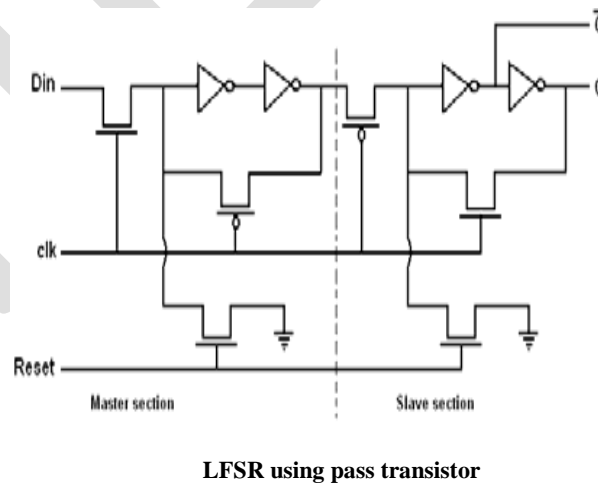 Din
clk
Reset
Master section
Slave section
LFSR using pass transistor